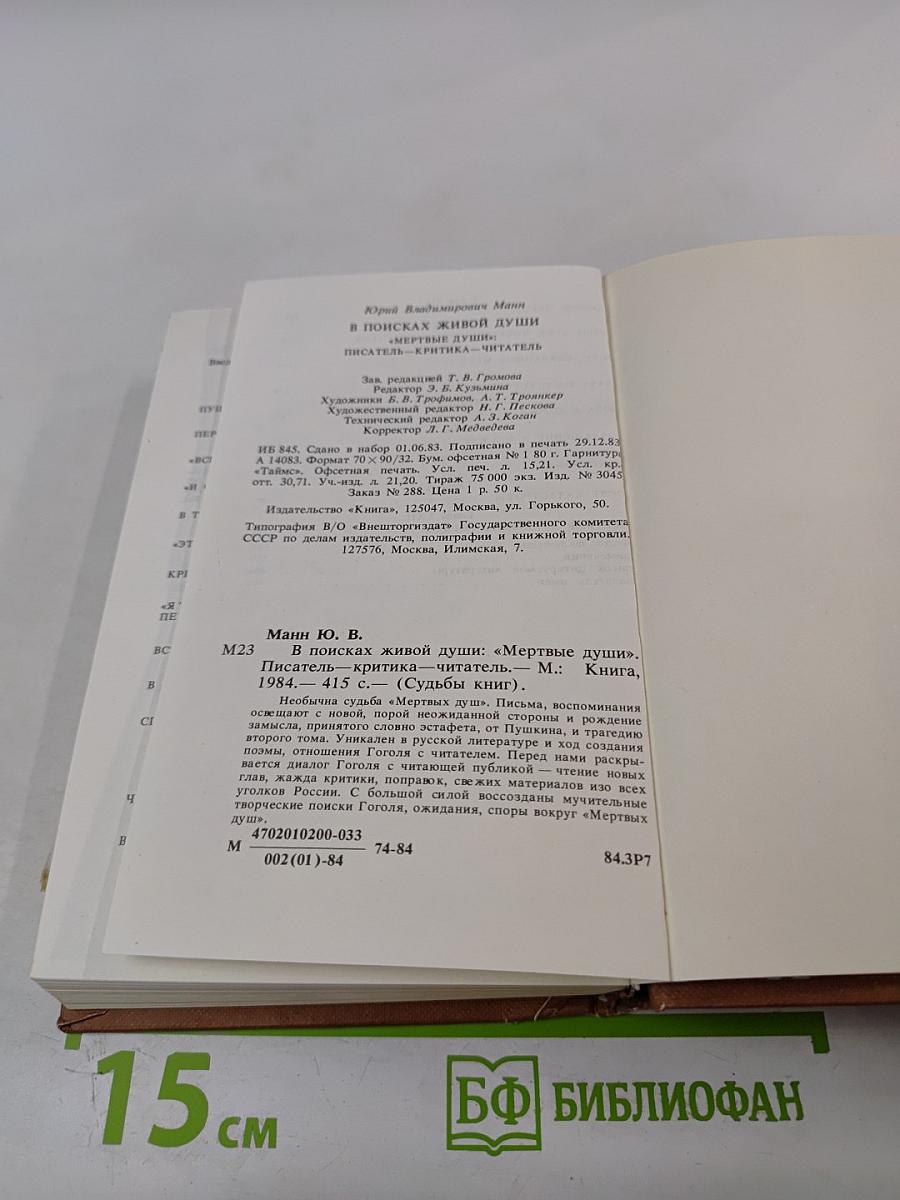 Юрий Владимирович Манн
В ПОИСКАХ ЖИВОЙ ДУШИ
«МЕРТВЫЕ ДУШИ»:
ПИСАТЕЛЬ—КРИТИКА—ЧИТАТЕЛЬ
Зав. редакцией Т. В. Громова
Редактор Э. Б. Кузьмина
Художники Б. В. Трофимов, А. Т. Троянкер
Художественный редактор Н. Г. Пескова
Технический редактор А. З. Коган
Корректор Л. Г. Медведева
ИБ 845. Сдано в набор 01.06.83. Подписано в печать 29.12.83
А 14083. Формат 70×90/32. Бум. офсетная № 1 80 г. Гарнитура
«Таймс». Офсетная печать. Усл. печ. л. 15,21. Усл. кр.
отт. 30,71. Уч.-изд. л. 21,20. Тираж 75 000 экз. Изд. № 3045
Заказ № 288. Цена 1 р. 50 к.
Издательство «Книга», 125047, Москва, ул. Горького, 50.
Типография В/О «Внешторгиздат» Государственного комитета
СССР по делам издательств, полиграфии и книжной торговли.
127576, Москва, Илимская, 7.
Манн Ю. В.
М23 В поисках живой души: «Мертвые души».
Писатель—критика—читатель.— М.: Книга,
1984.— 415 с.— (Судьбы книг).
Необычна судьба «Мертвых душ». Письма, воспоминания
освещают с новой, порой неожиданной стороны и рождение
замысла, принятого словно эстафета, от Пушкина, и трагедию
второго тома. Уникален в русской литературе и ход создания
поэмы, отношения Гоголя с читателем. Перед нами раскры-
вается диалог Гоголя с читающей публикой — чтение новых
глав, жажда критики, поправок, свежих материалов изо всех
уголков России. С большой силой воссозданы мучительные
творческие поиски Гоголя, ожидания, споры вокруг «Мертвых
душ».
М 4702010200-033 74-84
002(01)-84
84.3Р7
15 см
БФ БИБЛИОФАН